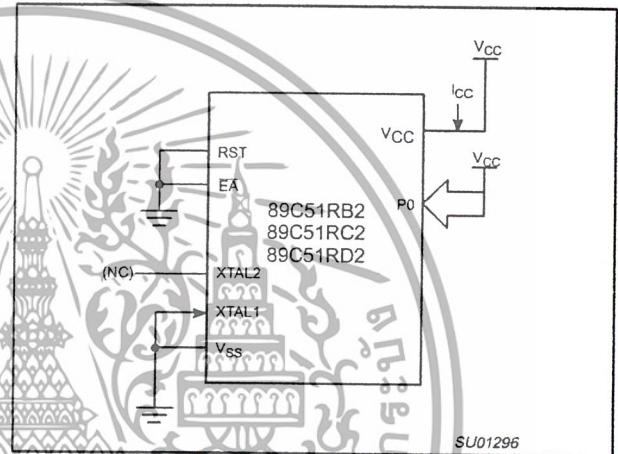 VCC
ICC
VCC
RST
VCC
EA
P0
89C51RB2
89C51RC2
89C51RD2
(NC)
XTAL2
XTAL1
VSS
SU01296